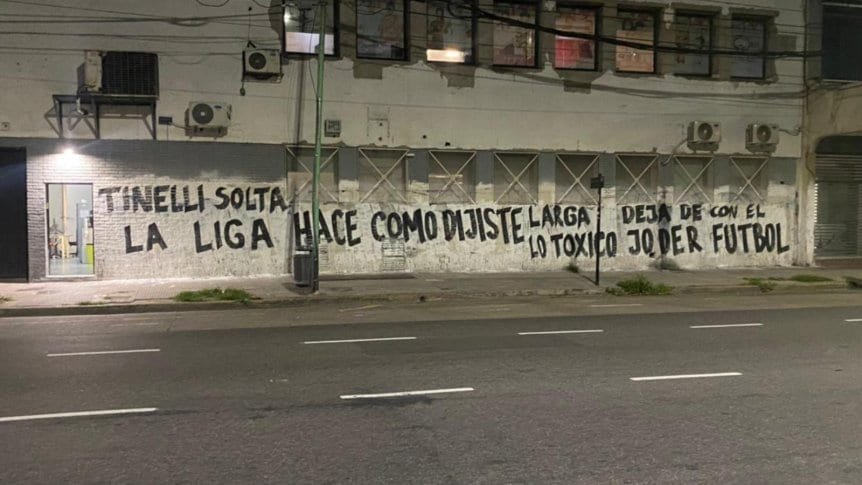 TINELLI SOLTA
LA LIGA
HACE COMO DIJISTE
LARGA
LO TOXICO
DEJA DE
JODER
CON EL
FUTBOL